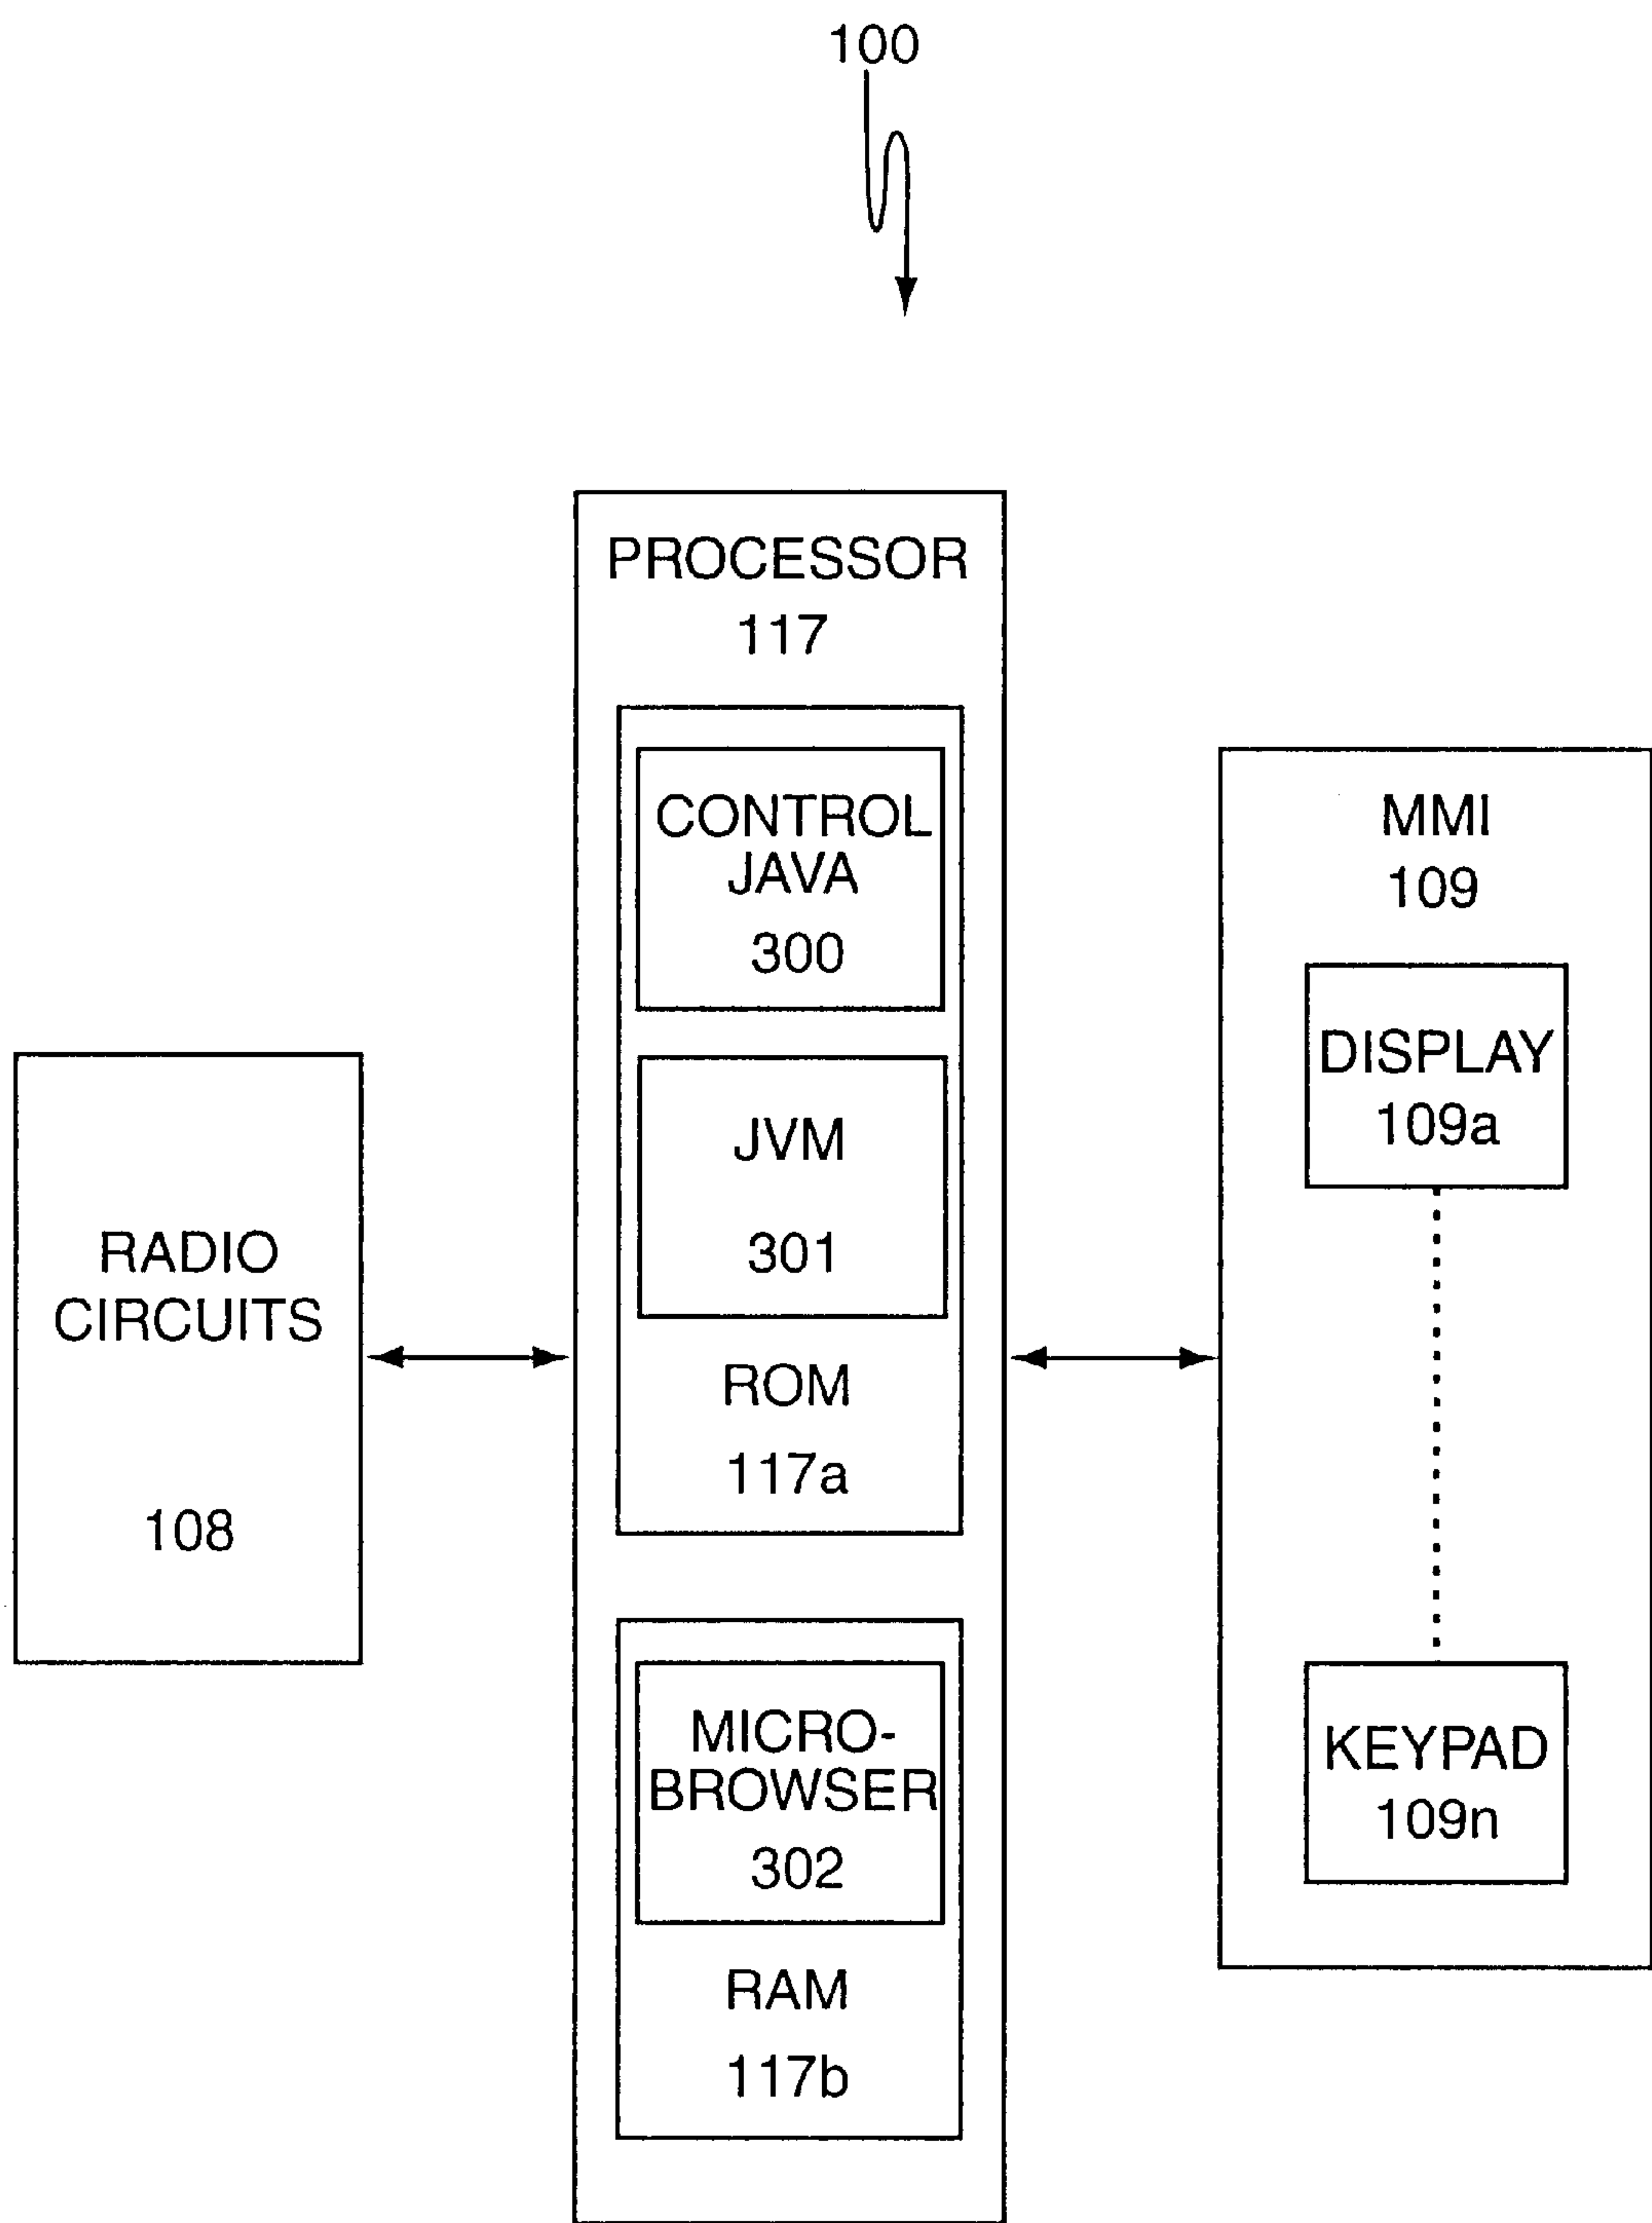 100
PROCESSOR
117
CONTROL
JAVA
300
JVM
301
ROM
117a
MICRO-
BROWSER
302
RAM
117b
RADIO
CIRCUITS
108
MMI
109
DISPLAY
109a
KEYPAD
109n